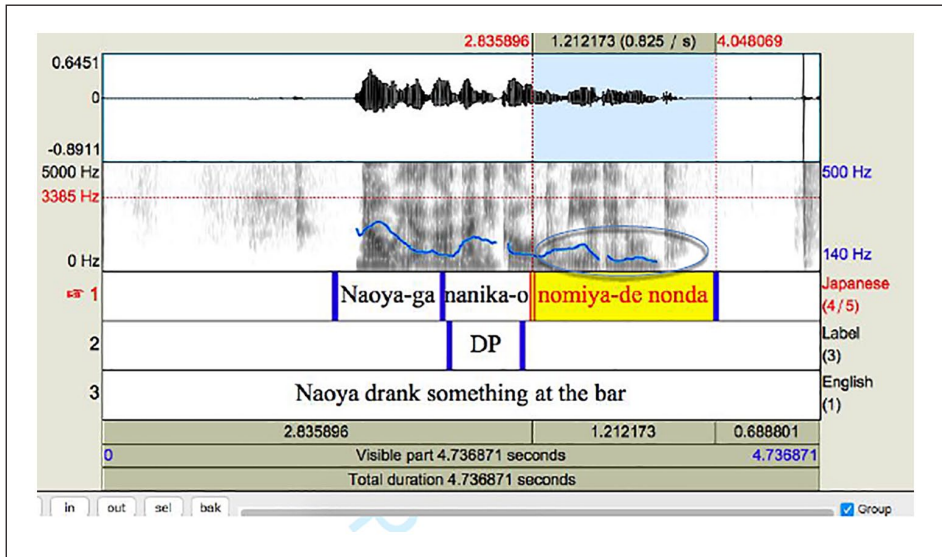 2.835896 1.212173 (0.825 / s) 4.048069
0.6451
0
-0.8911
5000 Hz 500 Hz
3385 Hz
0 Hz 140 Hz
1 Naoya-ga nanika-o nomiya-de nonda Japanese (4/5)
2 DP Label (3)
3 Naoya drank something at the bar English (1)
2.835896 1.212173 0.688801
0 Visible part 4.736871 seconds 4.736871
Total duration 4.736871 seconds
in out sel bak Group